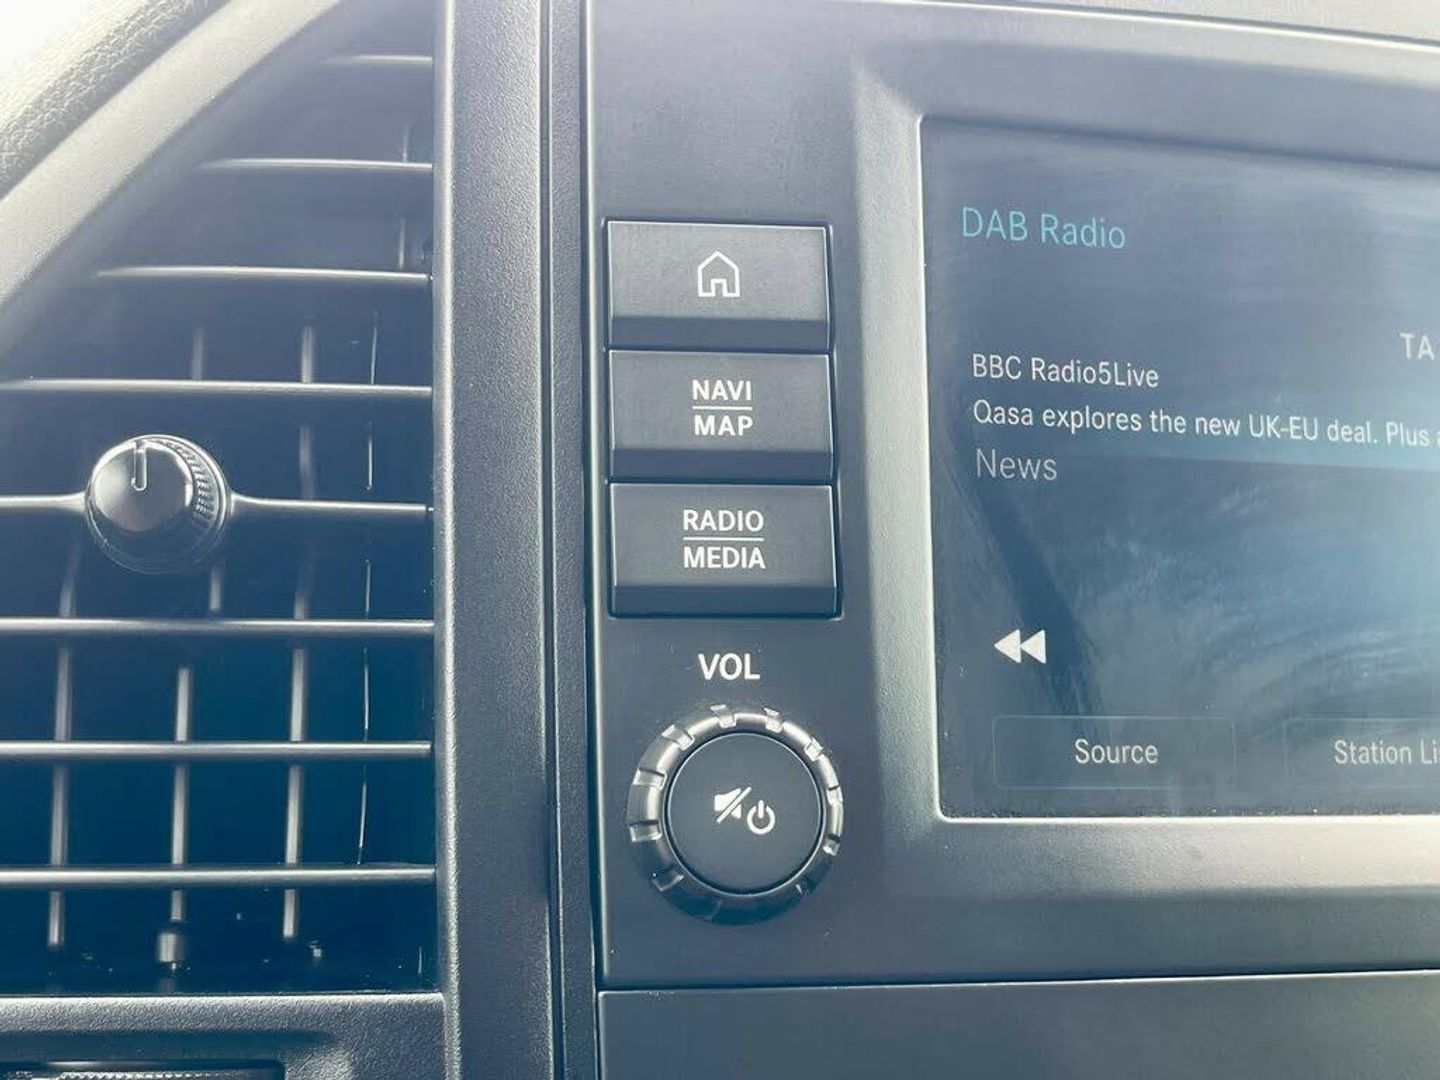 DAB Radio
TA
BBC Radio5Live
Qasa explores the new UK-EU deal. Plus
News
Source
Station
NAVI
MAP
RADIO
MEDIA
VOL